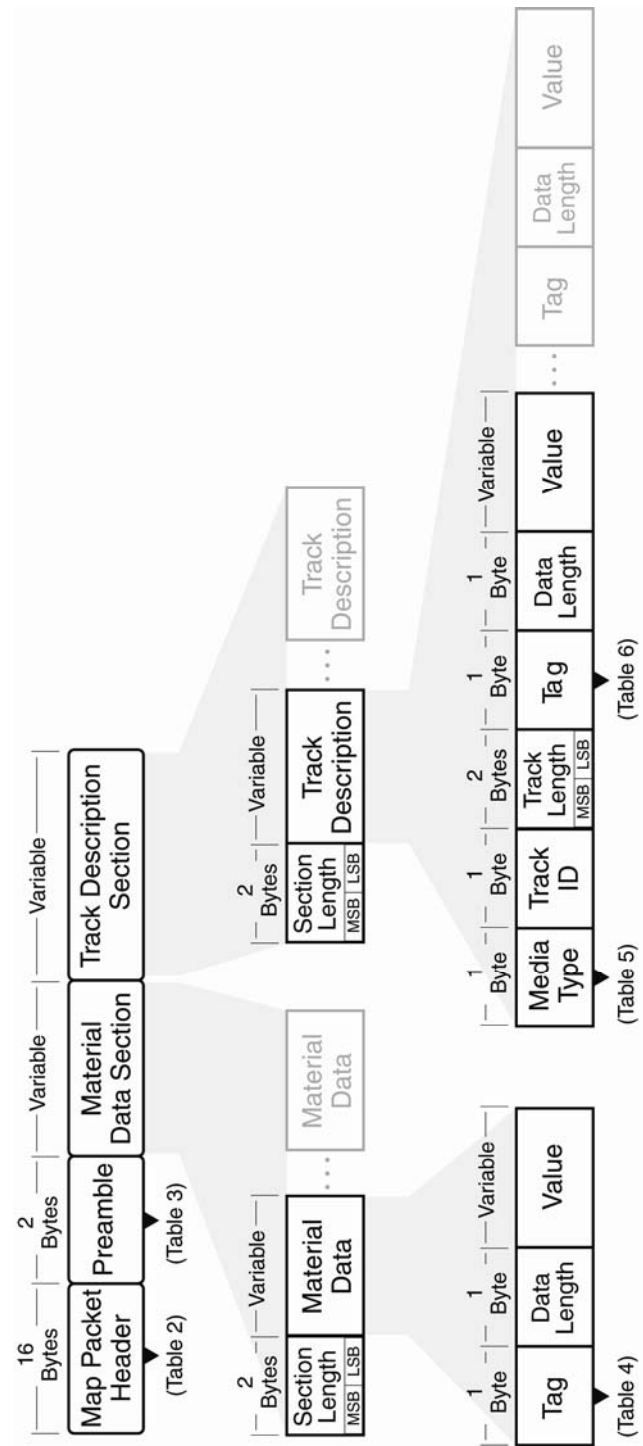 16
Bytes
2
Bytes
Variable
Variable
Map Packet
Header
Preamble
Material
Data Section
Track Description
Section
(Table 2)
(Table 3)
2
Bytes
Variable
Section
Length
MSB LSB
Material
Data
...
Material
Data
2
Bytes
Variable
Section
Length
MSB LSB
Track
Description
...
Track
Description
1
Byte
1
Byte
Variable
Tag
Data
Length
Value
(Table 4)
1
Byte
1
Byte
2
Bytes
1
Byte
1
Byte
Variable
Media
Type
Track
ID
Track
Length
MSB LSB
Tag
Data
Length
Value
...
Tag
Data
Length
Value
(Table 5)
(Table 6)